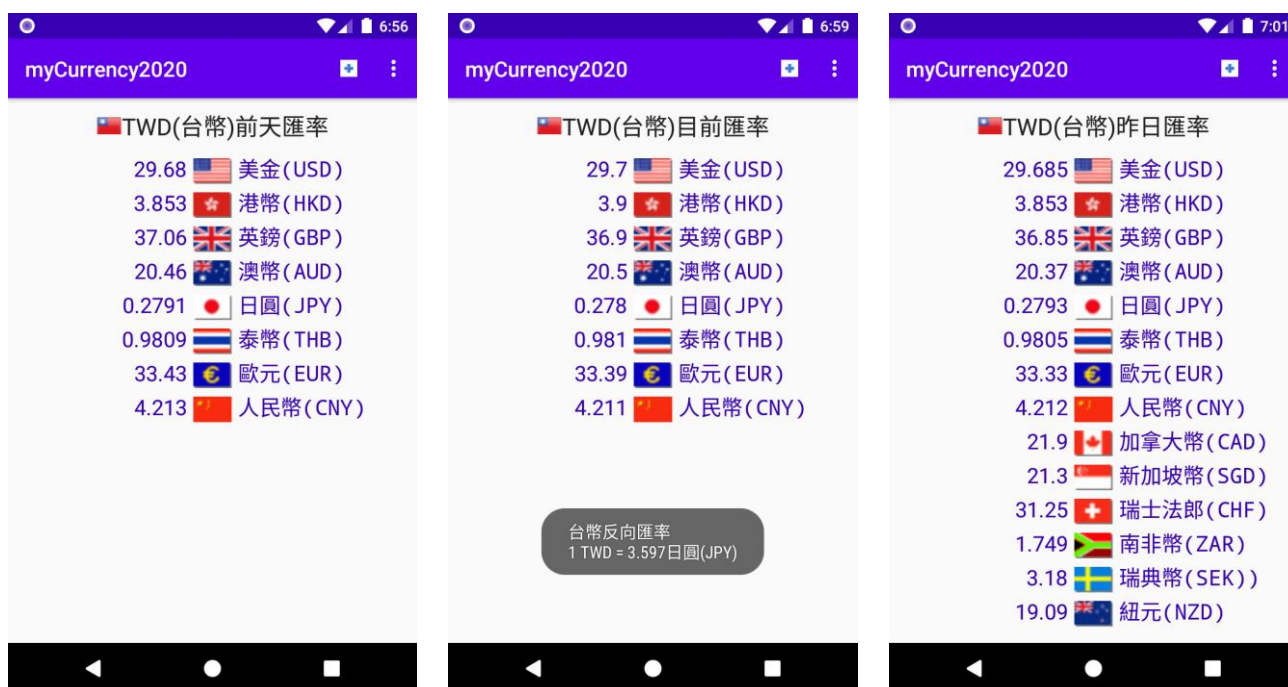 6:56
myCurrency2020
TWD(台幣)前天匯率
29.68 美金(USD)
3.853 港幣(HKD)
37.06 英鎊(GBP)
20.46 澳幣(AUD)
0.2791 日圓(JPY)
0.9809 泰幣(THB)
33.43 歐元(EUR)
4.213 人民幣(CNY)
6:59
myCurrency2020
TWD(台幣)目前匯率
29.7 美金(USD)
3.9 港幣(HKD)
36.9 英鎊(GBP)
20.5 澳幣(AUD)
0.278 日圓(JPY)
0.981 泰幣(THB)
33.39 歐元(EUR)
4.211 人民幣(CNY)
台幣反向匯率
1 TWD = 3.597日圓(JPY)
7:01
myCurrency2020
TWD(台幣)昨日匯率
29.685 美金(USD)
3.853 港幣(HKD)
36.85 英鎊(GBP)
20.37 澳幣(AUD)
0.2793 日圓(JPY)
0.9805 泰幣(THB)
33.33 歐元(EUR)
4.212 人民幣(CNY)
21.9 加拿大幣(CAD)
21.3 新加坡幣(SGD)
31.25 瑞士法郎(CHF)
1.749 南非幣(ZAR)
3.18 瑞典幣(SEK))
19.09 紐元(NZD)